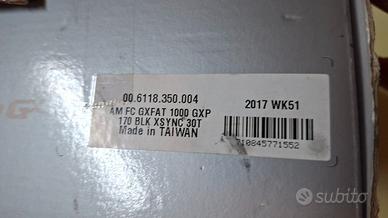 00.6118.350.004
AM FC GXFAT 1000 GXP
170 BLK XSYNC 30T
Made in TAIWAN
2017 WK51
710845771552
subito